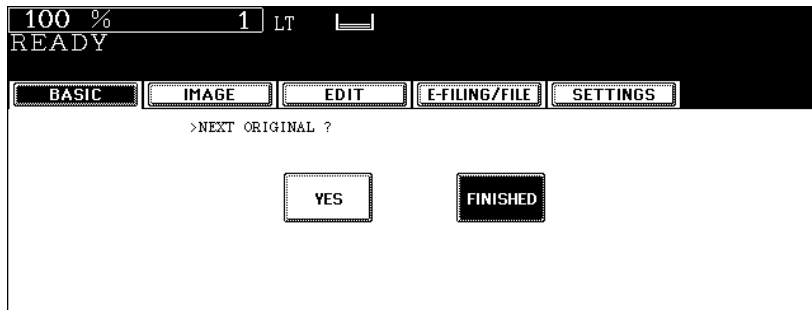 100 % 1 LT
READY
BASIC IMAGE EDIT E-FILING/FILE SETTINGS
>NEXT ORIGINAL ?
YES FINISHED